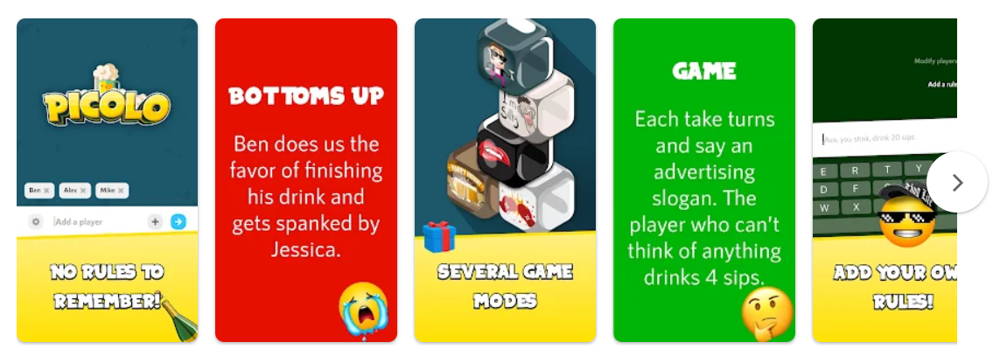 PICOLO
Ben ×
Alex ×
Mike ×
Add a player
NO RULES TO
REMEMBER!
BOTTOMS UP
Ben does us the
favor of finishing
his drink and
gets spanked by
Jessica.
I'm
Silly
SEVERAL GAME
MODES
GAME
Each take turns
and say an
advertising
slogan. The
player who can't
think of anything
drinks 4 sips.
Modify players
Add a rule
Ava, you stink, drink 20 sips
E R T Y
D F
W X
Thug Life
ADD YOUR OW
RULES!